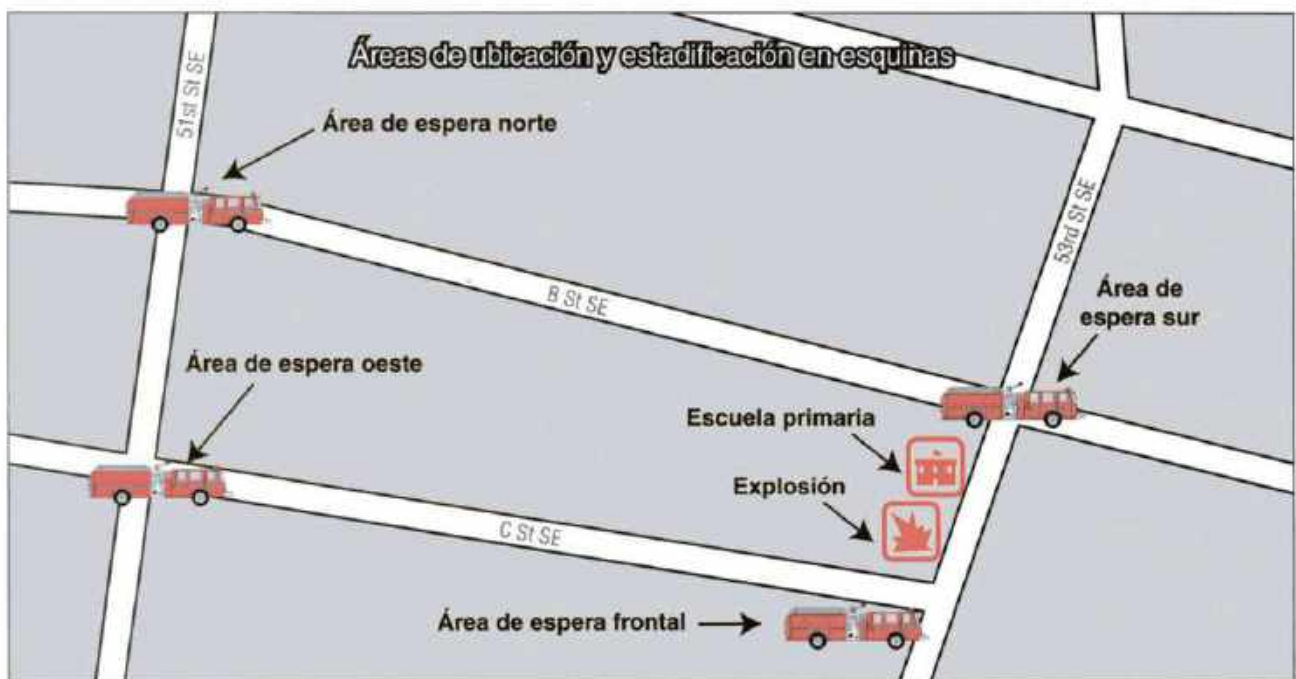 Áreas de ubicación y estadificación en esquinas
51st St SE
Área de espera norte
53rd St SE
B St SE
Área de
espera sur
Área de espera oeste
Escuela primaria
Explosión
C St SE
Área de espera frontal